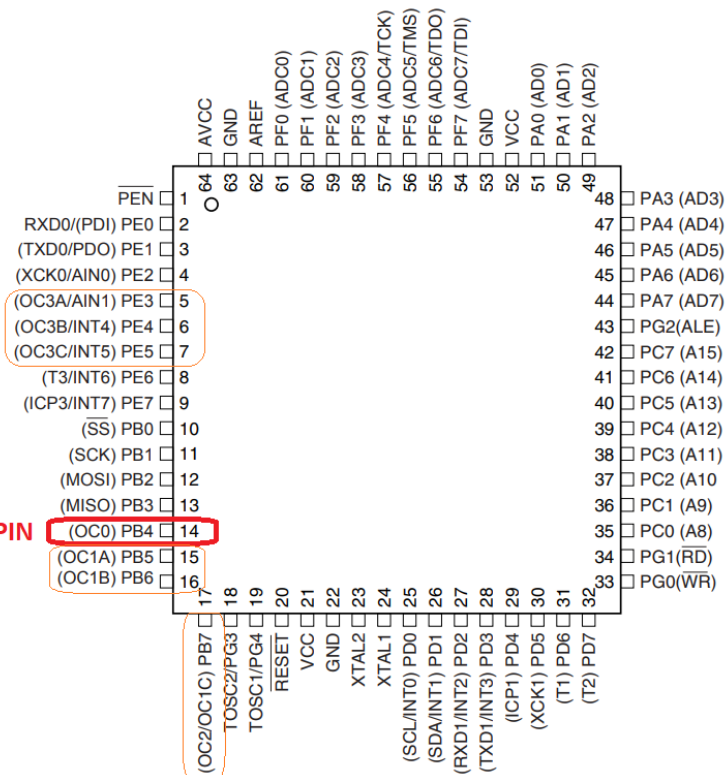 AVCC
GND
AREF
PF0 (ADC0)
PF1 (ADC1)
PF2 (ADC2)
PF3 (ADC3)
PF4 (ADC4/TCK)
PF5 (ADC5/TMS)
PF6 (ADC6/TDO)
PF7 (ADC7/TDI)
GND
VCC
PA0 (AD0)
PA1 (AD1)
PA2 (AD2)
64 63 62 61 60 59 58 57 56 55 54 53 52 51 50 49
PEN 1
RXD0/(PDI) PE0 2
(TXD0/PDO) PE1 3
(XCK0/AIN0) PE2 4
(OC3A/AIN1) PE3 5
(OC3B/INT4) PE4 6
(OC3C/INT5) PE5 7
(T3/INT6) PE6 8
(ICP3/INT7) PE7 9
(SS) PB0 10
(SCK) PB1 11
(MOSI) PB2 12
(MISO) PB3 13
PIN (OC0) PB4 14
(OC1A) PB5 15
(OC1B) PB6 16
48 PA3 (AD3)
47 PA4 (AD4)
46 PA5 (AD5)
45 PA6 (AD6)
44 PA7 (AD7)
43 PG2(ALE)
42 PC7 (A15)
41 PC6 (A14)
40 PC5 (A13)
39 PC4 (A12)
38 PC3 (A11)
37 PC2 (A10
36 PC1 (A9)
35 PC0 (A8)
34 PG1(RD)
33 PG0(WR)
17 18 19 20 21 22 23 24 25 26 27 28 29 30 31 32
(OC2/OC1C) PB7
TOSC2/PG3
TOSC1/PG4
RESET
VCC
GND
XTAL2
XTAL1
(SCL/INT0) PD0
(SDA/INT1) PD1
(RXD1/INT2) PD2
(TXD1/INT3) PD3
(ICP1) PD4
(XCK1) PD5
(T1) PD6
(T2) PD7